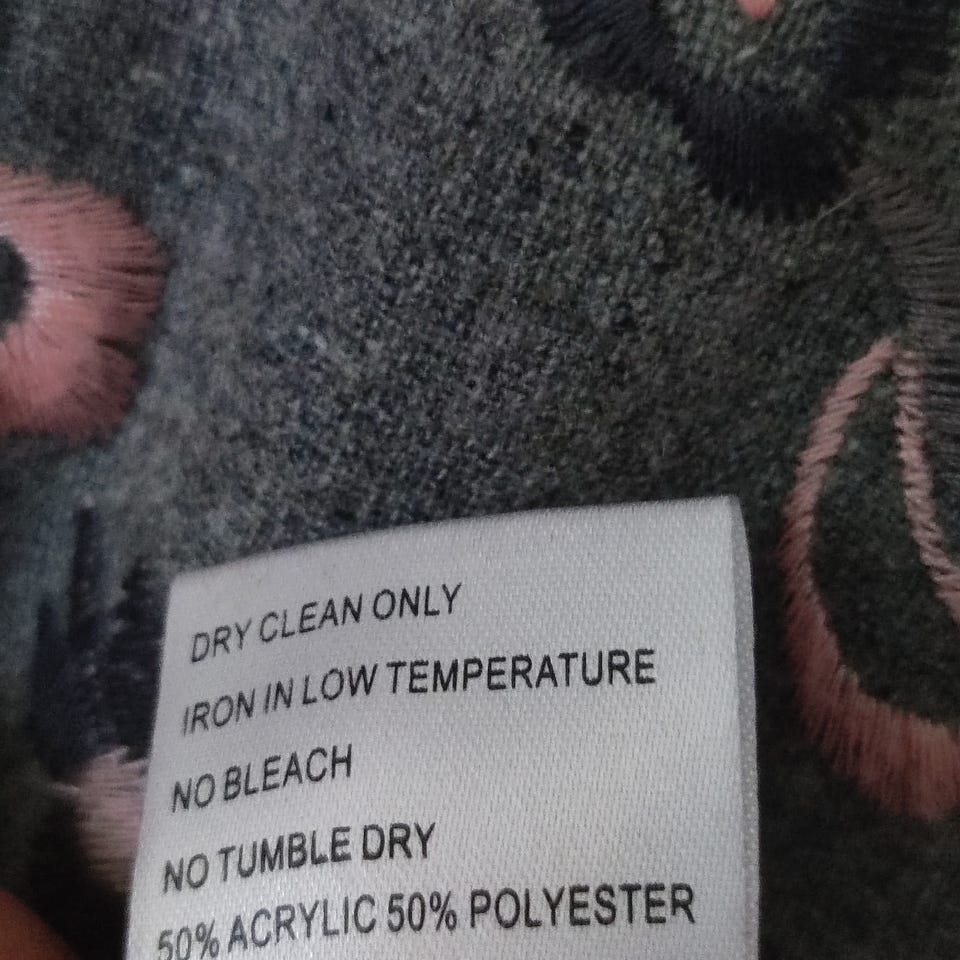 DRY CLEAN ONLY
IRON IN LOW TEMPERATURE
NO BLEACH
NO TUMBLE DRY
50% ACRYLIC 50% POLYESTER